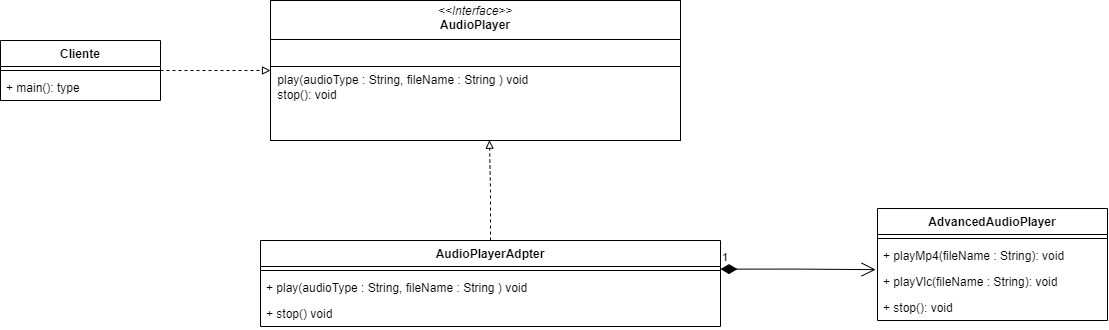 <<Interface>>
AudioPlayer
Cliente
+ main(): type
play(audioType : String, fileName : String ) void
stop(): void
AudioPlayerAdpter
+ play(audioType : String, fileName : String ) void
+ stop() void
1
AdvancedAudioPlayer
+ playMp4(fileName : String): void
+ playVlc(fileName : String): void
+ stop(): void